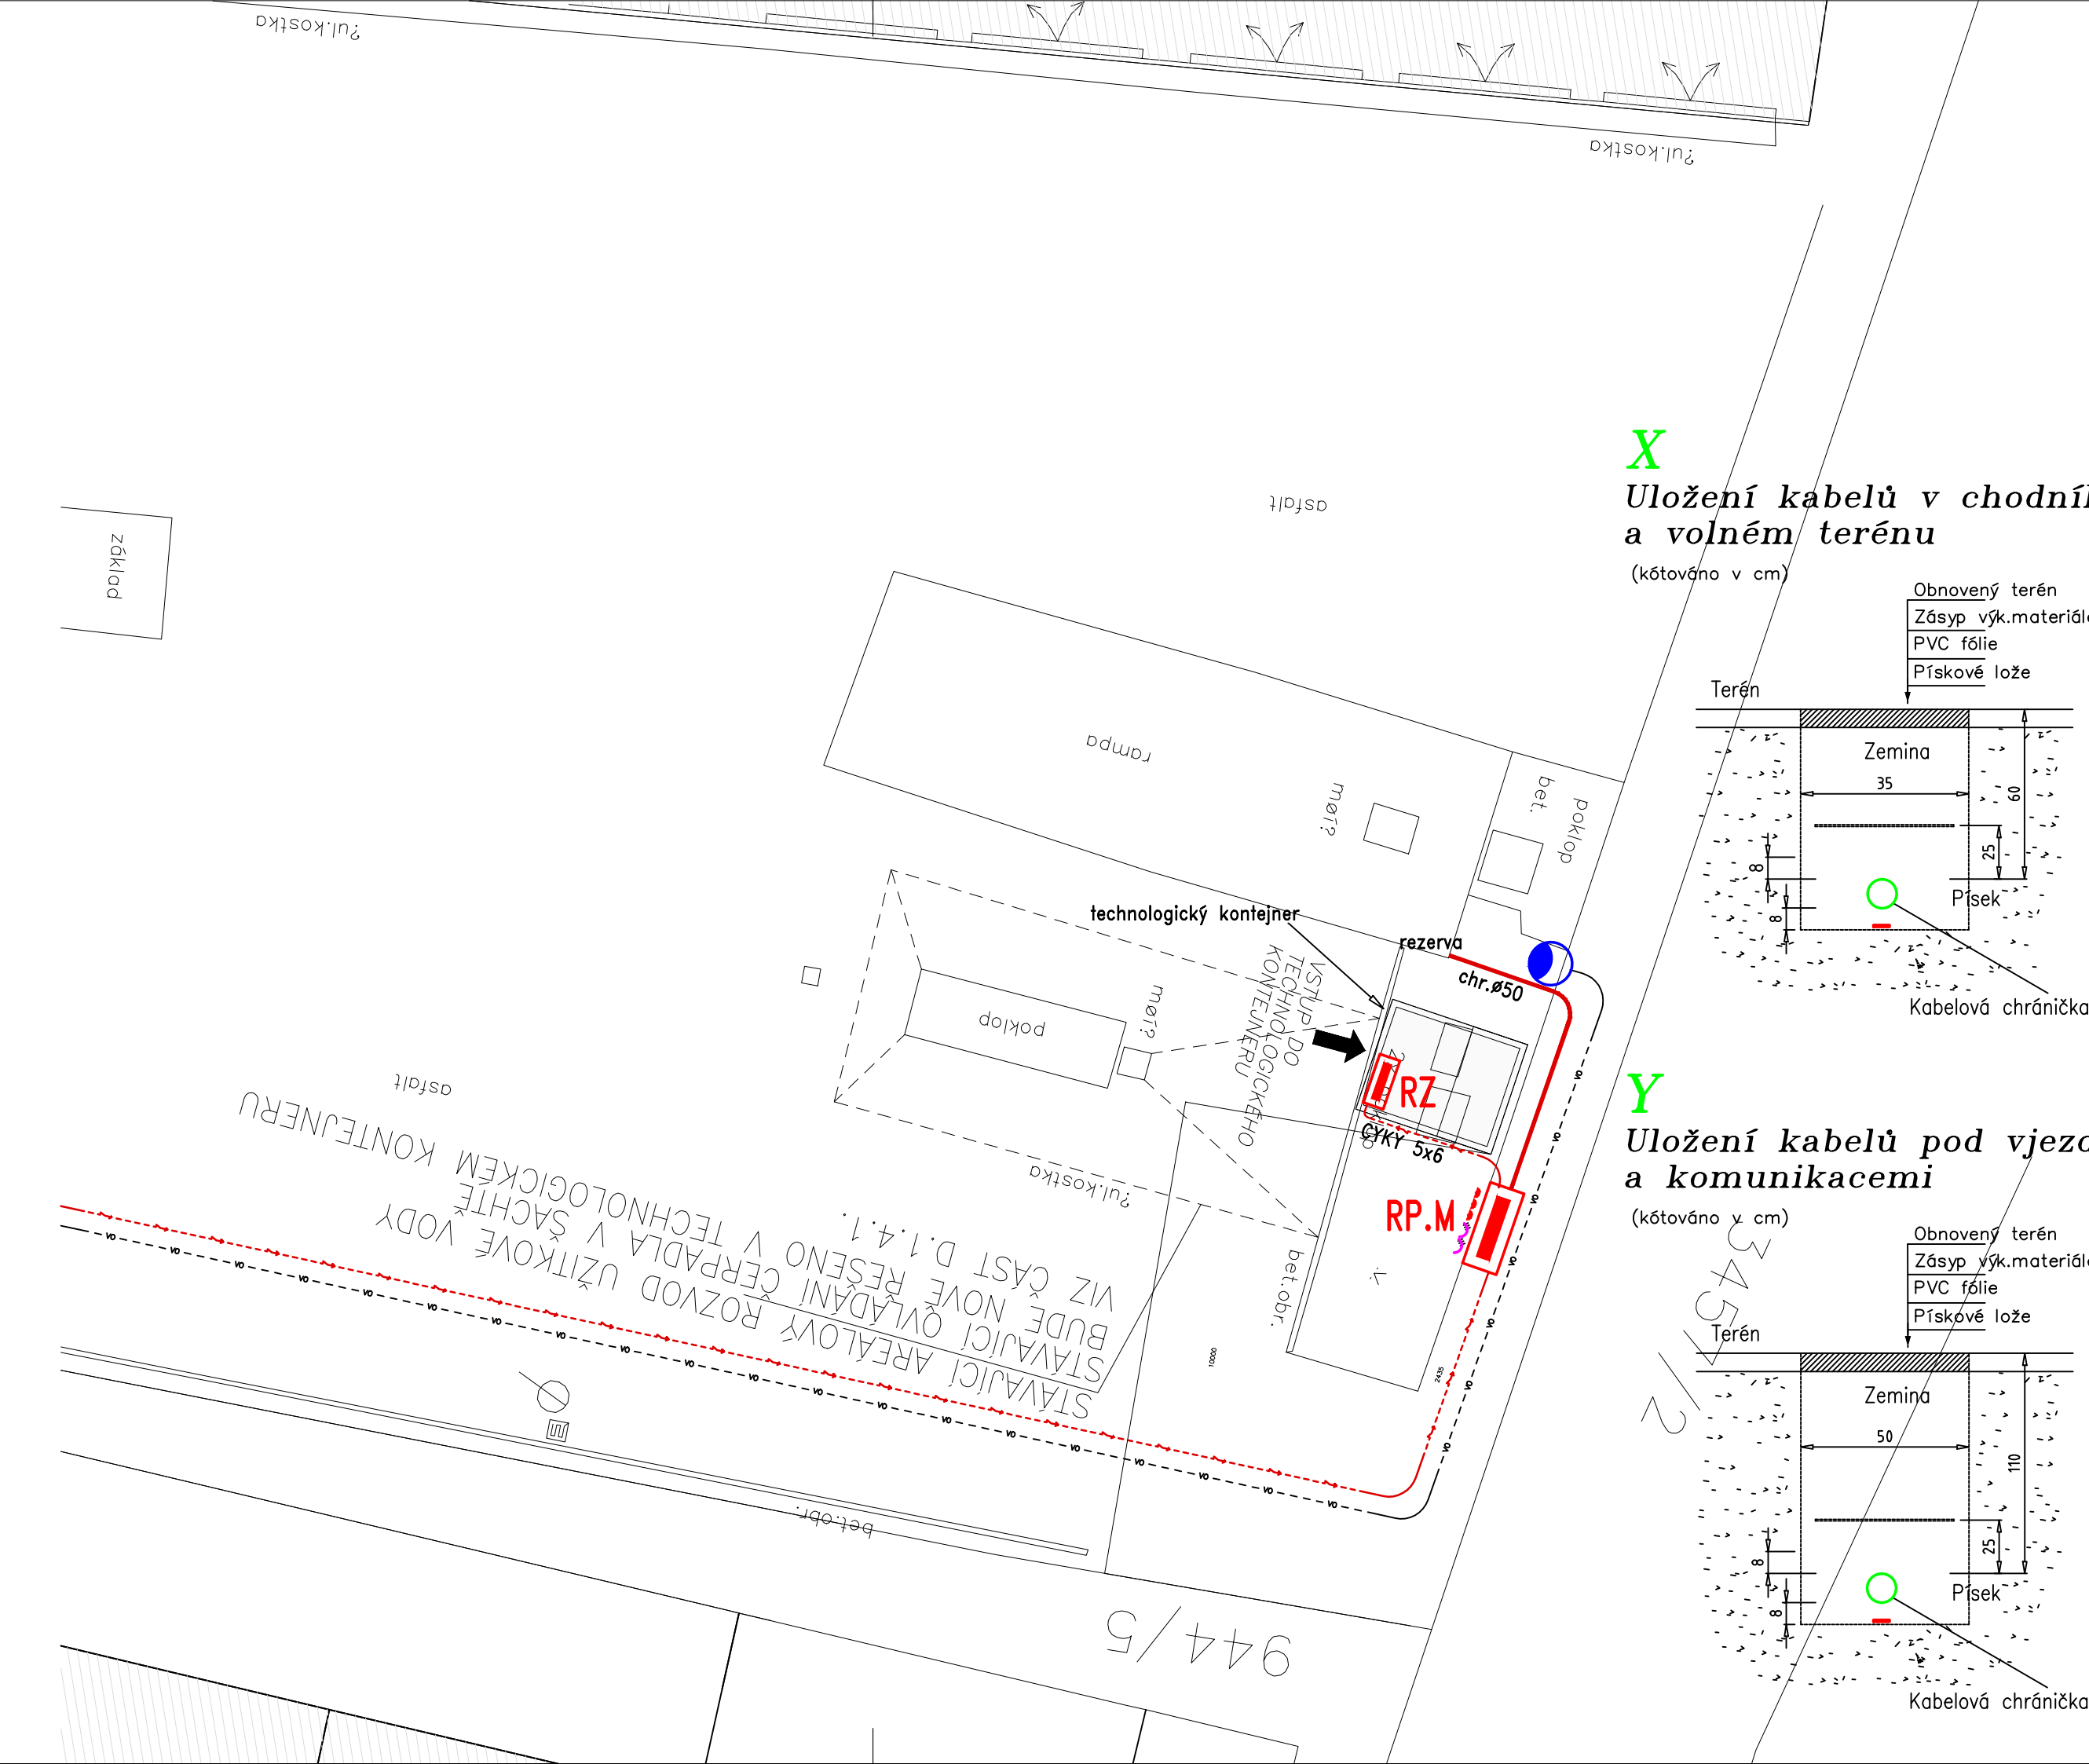 ?ul.kostka
?ul.kostka
základ
asfalt
rampa
møí?
bet.
poklop
technologický kontejner
rezerva
chr.ø50
VSTUP DO
TECHNOLOGICKÉHO
KONTEJNERU
poklop
møí?
RZ
CYKY 5x6
RP.M
asfalt
?ul.kostka
bet.obr.
.v.
STÁVAJÍCÍ AREÁLOVÝ ROZVOD UŽITKOVÉ VODY
STÁVAJÍCÍ OVLÁDÁNÍ ČERPADLA V ŠACHTĚ
BUDE NOVĚ ŘEŠENO V TECHNOLOGICKÉM KONTEJNERU
VIZ ČÁST D.1.4.1.
10000
2435
vo
bet.obr.
944/5
345/
2
X
Uložení kabelů v chodní
a volném terénu
(kótováno v cm)
Obnovený terén
Zásyp výk.materiále
PVC fólie
Pískové lože
Terén
Zemina
35
60
25
8
8
Písek
Kabelová chránička
Y
Uložení kabelů pod vjezd
a komunikacemi
(kótováno v cm)
Obnovený terén
Zásyp výk.materiále
PVC fólie
Pískové lože
Terén
Zemina
50
110
25
8
8
Písek
Kabelová chránička